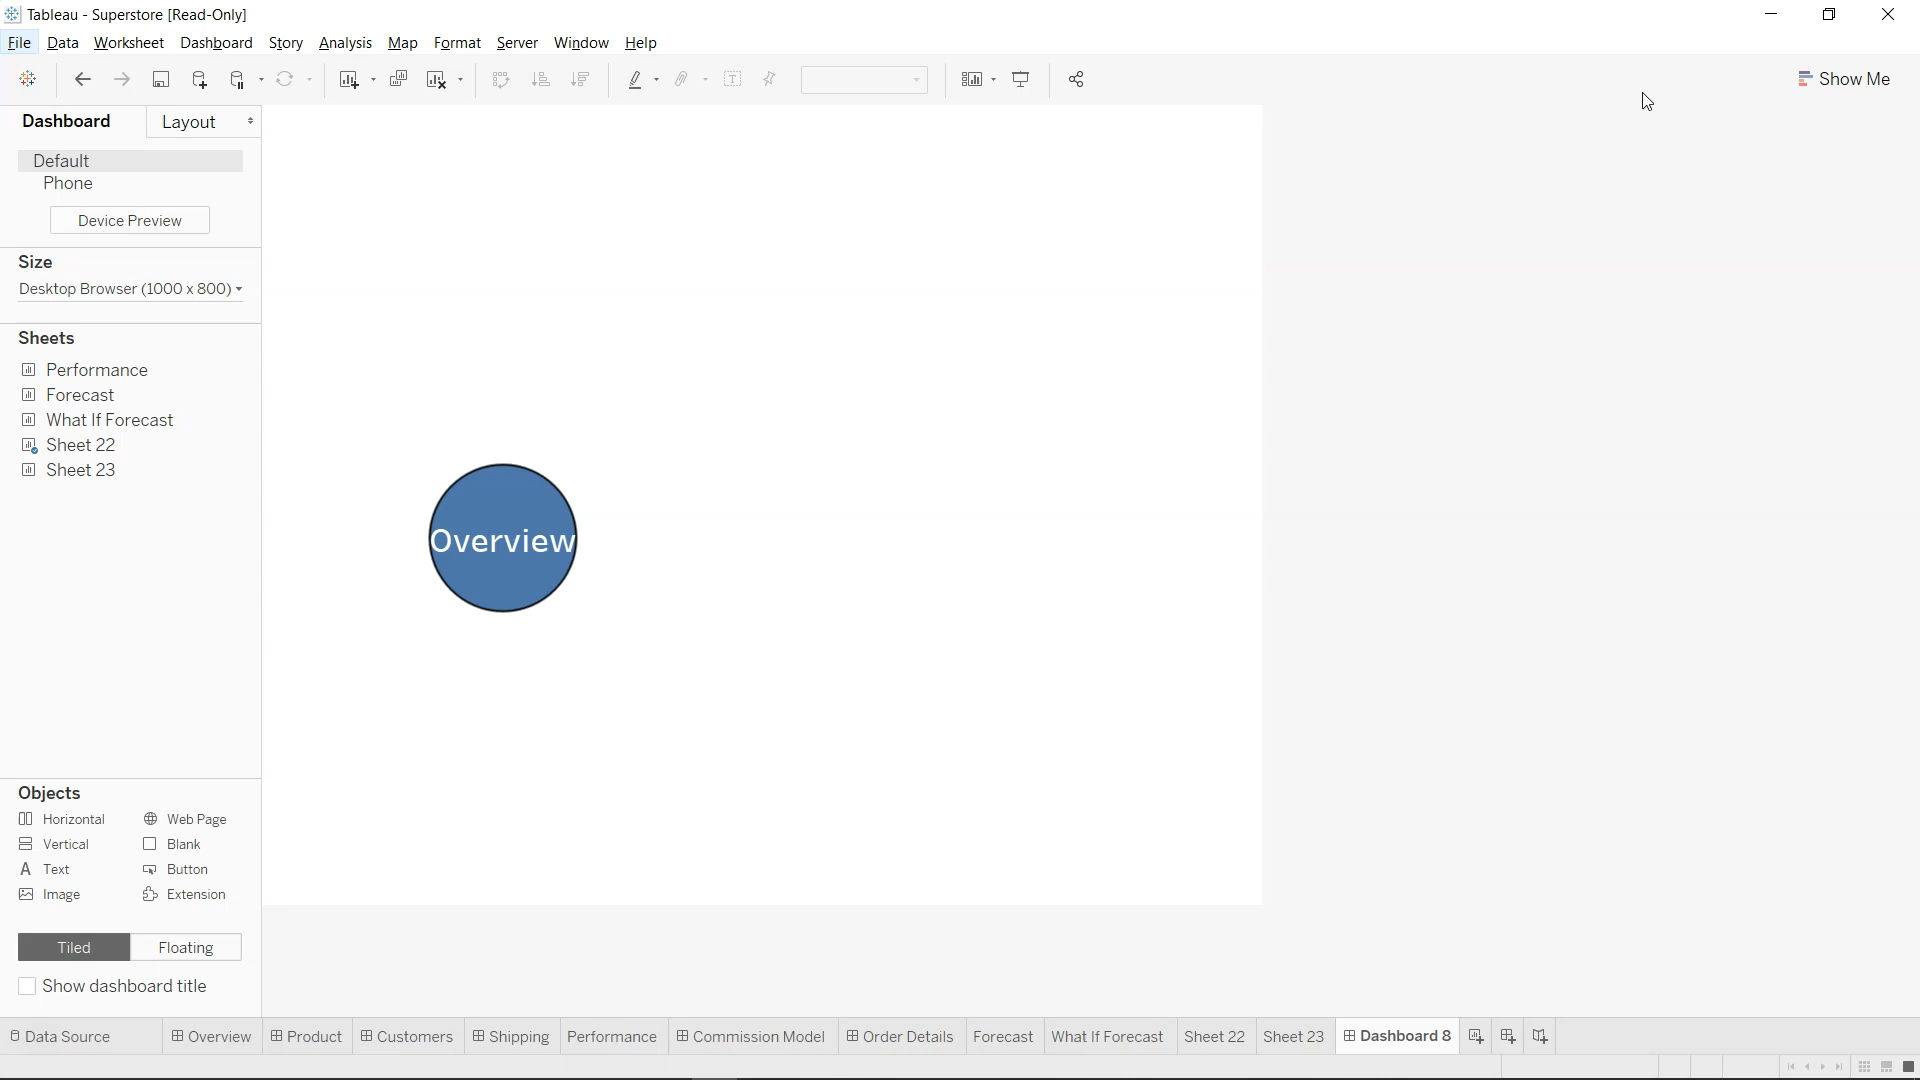 Tableau - Superstore [Read-Only]
File Data Worksheet Dashboard Story Analysis Map Format Server Window Help
Show Me
Dashboard Layout
Default
Phone
Device Preview
Size
Desktop Browser (1000 x 800)
Sheets
Performance
Forecast
What If Forecast
Sheet 22
Sheet 23
Overview
Objects
Horizontal Web Page
Vertical Blank
Text Button
Image Extension
Tiled Floating
Show dashboard title
Data Source Overview Product Customers Shipping Performance Commission Model Order Details Forecast What If Forecast Sheet 22 Sheet 23 Dashboard 8